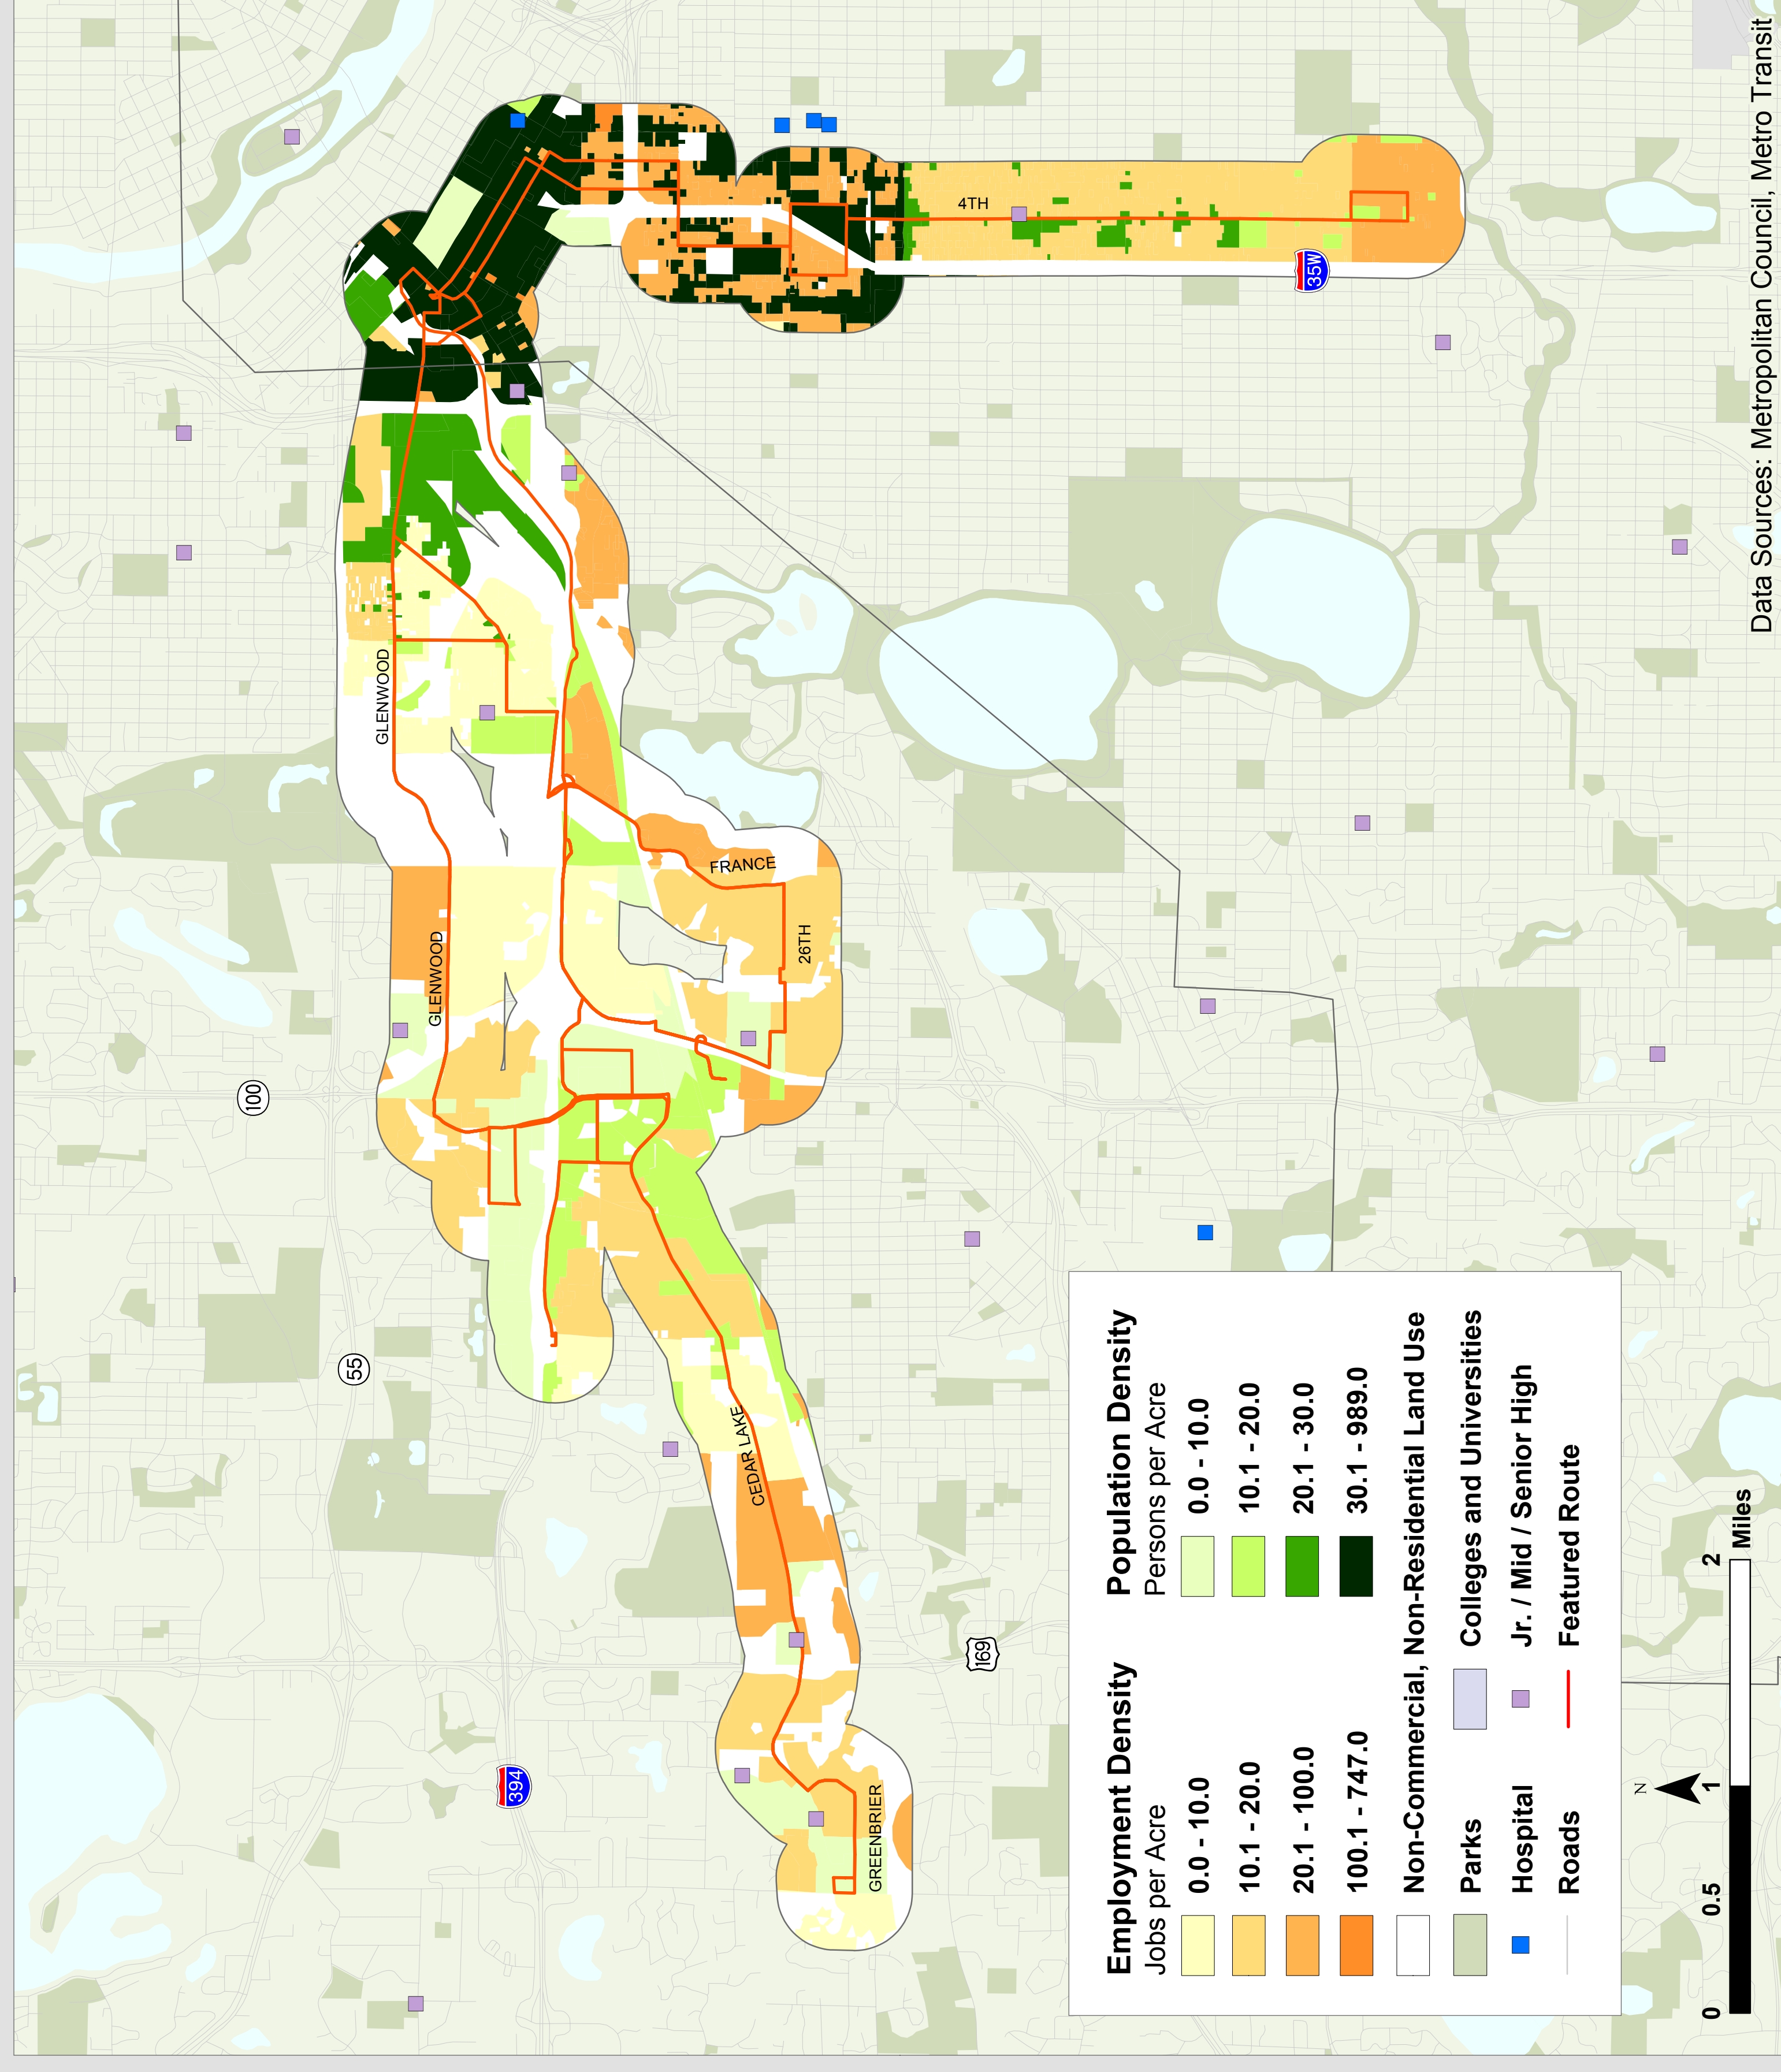 GLENWOOD
GLENWOOD
FRANCE
26TH
4TH
CEDAR LAKE
GREENBRIER
100
55
394
169
35W
Employment Density
Jobs per Acre
0.0 - 10.0
10.1 - 20.0
20.1 - 100.0
100.1 - 747.0
Population Density
Persons per Acre
0.0 - 10.0
10.1 - 20.0
20.1 - 30.0
30.1 - 989.0
Non-Commercial, Non-Residential Land Use
Parks
Colleges and Universities
Hospital
Jr. / Mid / Senior High
Roads
Featured Route
N
0 0.5 1 2
Miles
Data Sources: Metropolitan Council, Metro Transit